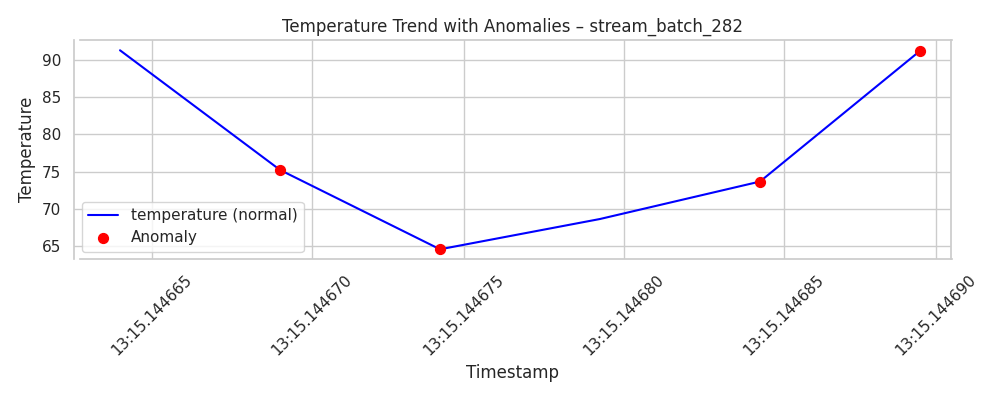 Temperature Trend with Anomalies – stream_batch_282
Temperature
90
85
80
75
70
65
temperature (normal)
Anomaly
13:15.144665
13:15.144670
13:15.144675
13:15.144680
13:15.144685
13:15.144690
Timestamp